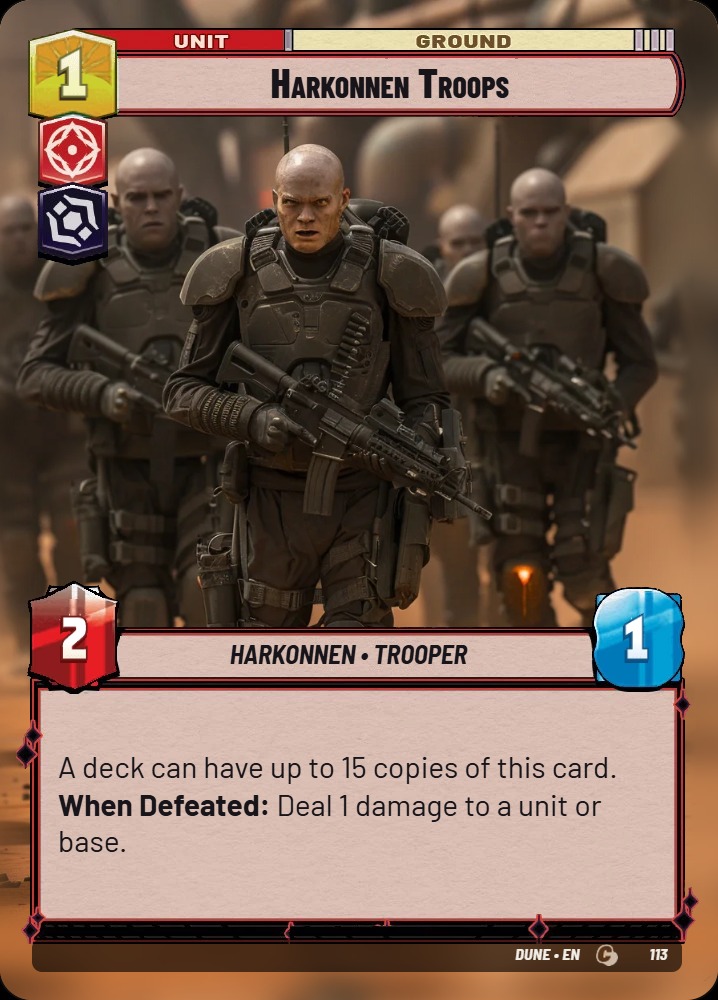 UNIT
GROUND
1
HARKONNEN TROOPS
2
HARKONNEN • TROOPER
1
A deck can have up to 15 copies of this card.
When Defeated: Deal 1 damage to a unit or
base.
DUNE • EN C 113